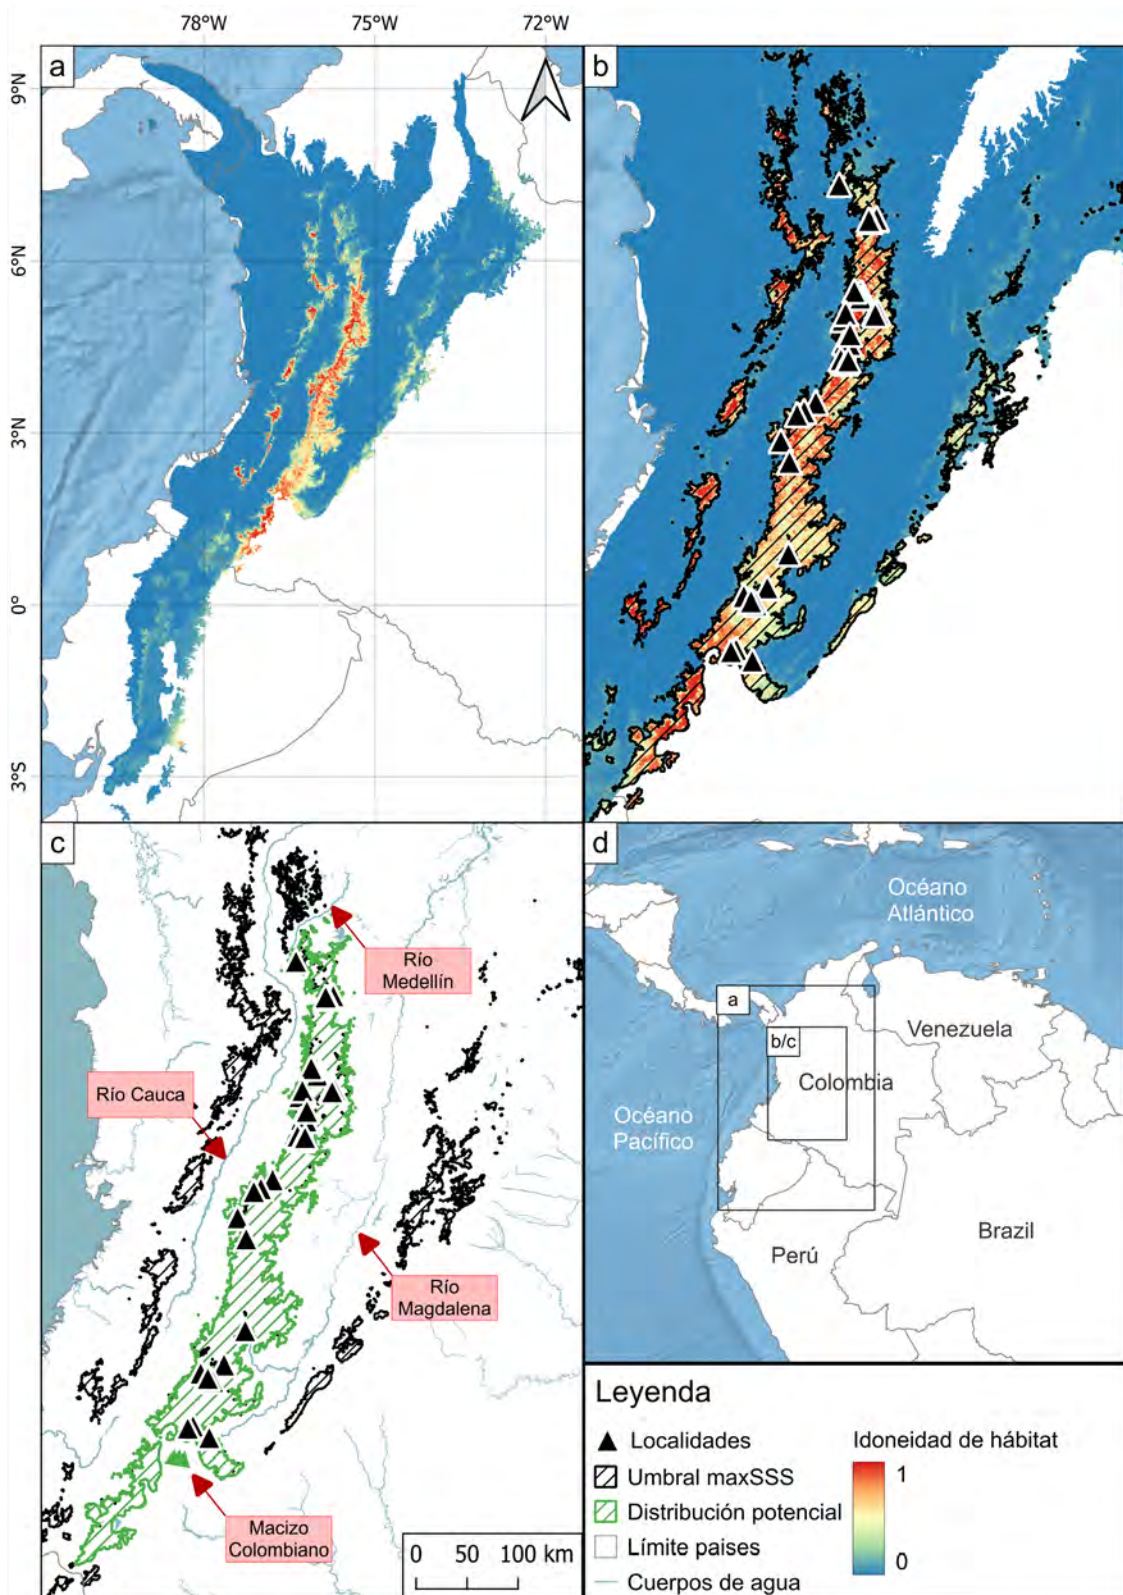 78°W 75°W 72°W
a
b
9°N
6°N
3°N
0°
3°S
c
Río
Medellín
Río Cauca
Río
Magdalena
Macizo
Colombiano
0 50 100 km
d
Océano
Atlántico
a
b/c
Venezuela
Colombia
Océano
Pacífico
Perú
Brazil
Leyenda
Localidades
Umbral maxSSS
Distribución potencial
Límite paises
Cuerpos de agua
Idoneidad de hábitat
1
0